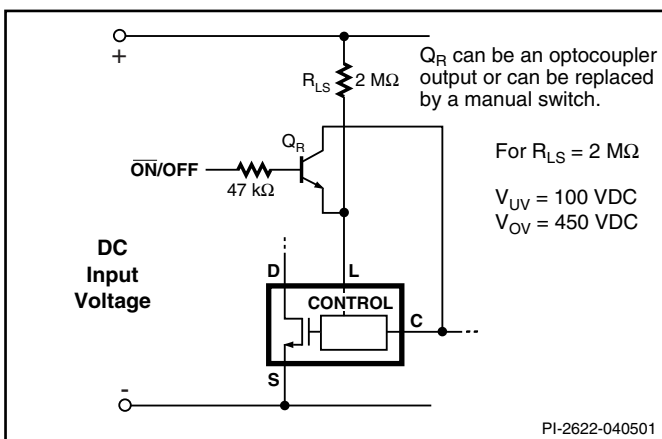 +
R_LS
2 MΩ
Q_R can be an optocoupler
output or can be replaced
by a manual switch.
Q_R
O̅N̅/OFF
47 kΩ
For R_LS = 2 MΩ
V_UV = 100 VDC
V_OV = 450 VDC
DC
Input
Voltage
D
L
CONTROL
C
S
-
PI-2622-040501